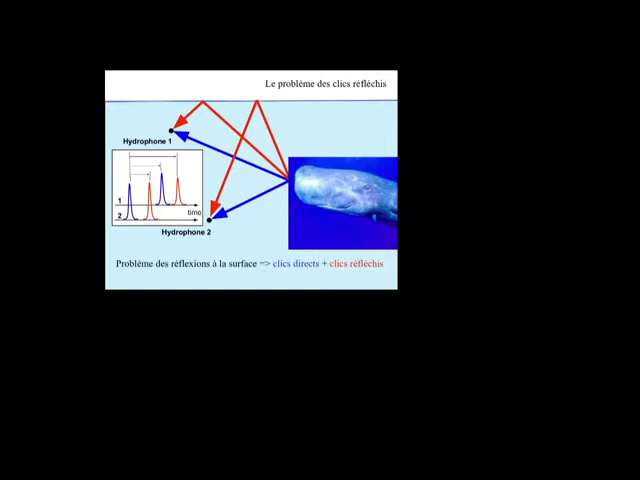 Le problème des clics réfléchis
Hydrophone 1
1
2
time
Hydrophone 2
Problème des réflexions à la surface => clics directs + clics réfléchis